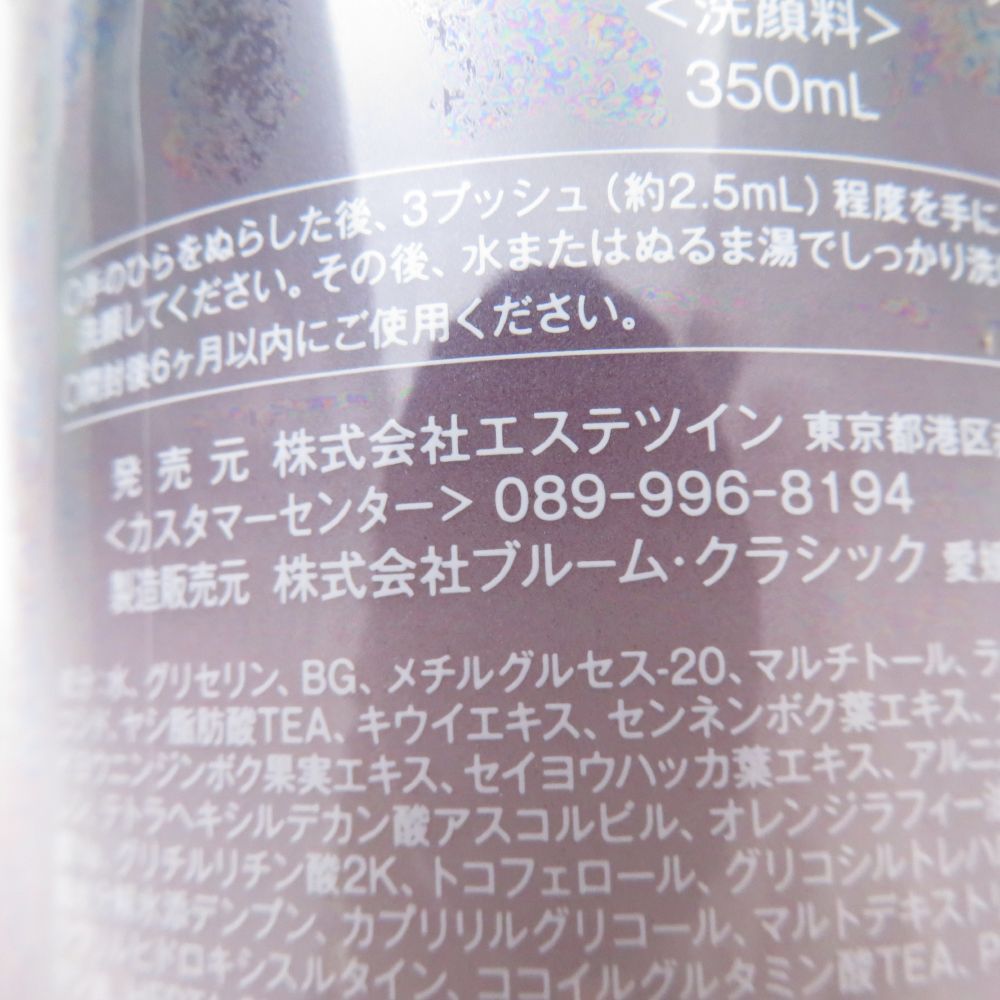 <洗顔料>
350mL
○手のひらをぬらした後、3プッシュ(約2.5mL)程度を手に
洗顔してください。その後、水またはぬるま湯でしっかり洗
○開封後6ヶ月以内にご使用ください。
発売元 株式会社エステツイン 東京都港区
<カスタマーセンター> 089-996-8194
製造販売元 株式会社ブルーム・クラシック 愛媛
水、グリセリン、BG、メチルグルセス-20、マルチトール、ラ
ヤシ脂肪酸TEA、キウイエキス、センネンボク葉エキス、
ヨウニンジンボク果実エキス、セイヨウハッカ葉エキス、アルニ
ン、テトラヘキシルデカン酸アスコルビル、オレンジラフィー
グリチルリチン酸2K、トコフェロール、グリコシルトレハ
デンプン、カプリリルグリコール、マルトデキスト
ヒドロキシスルタイン、ココイルグルタミン酸TEA、P